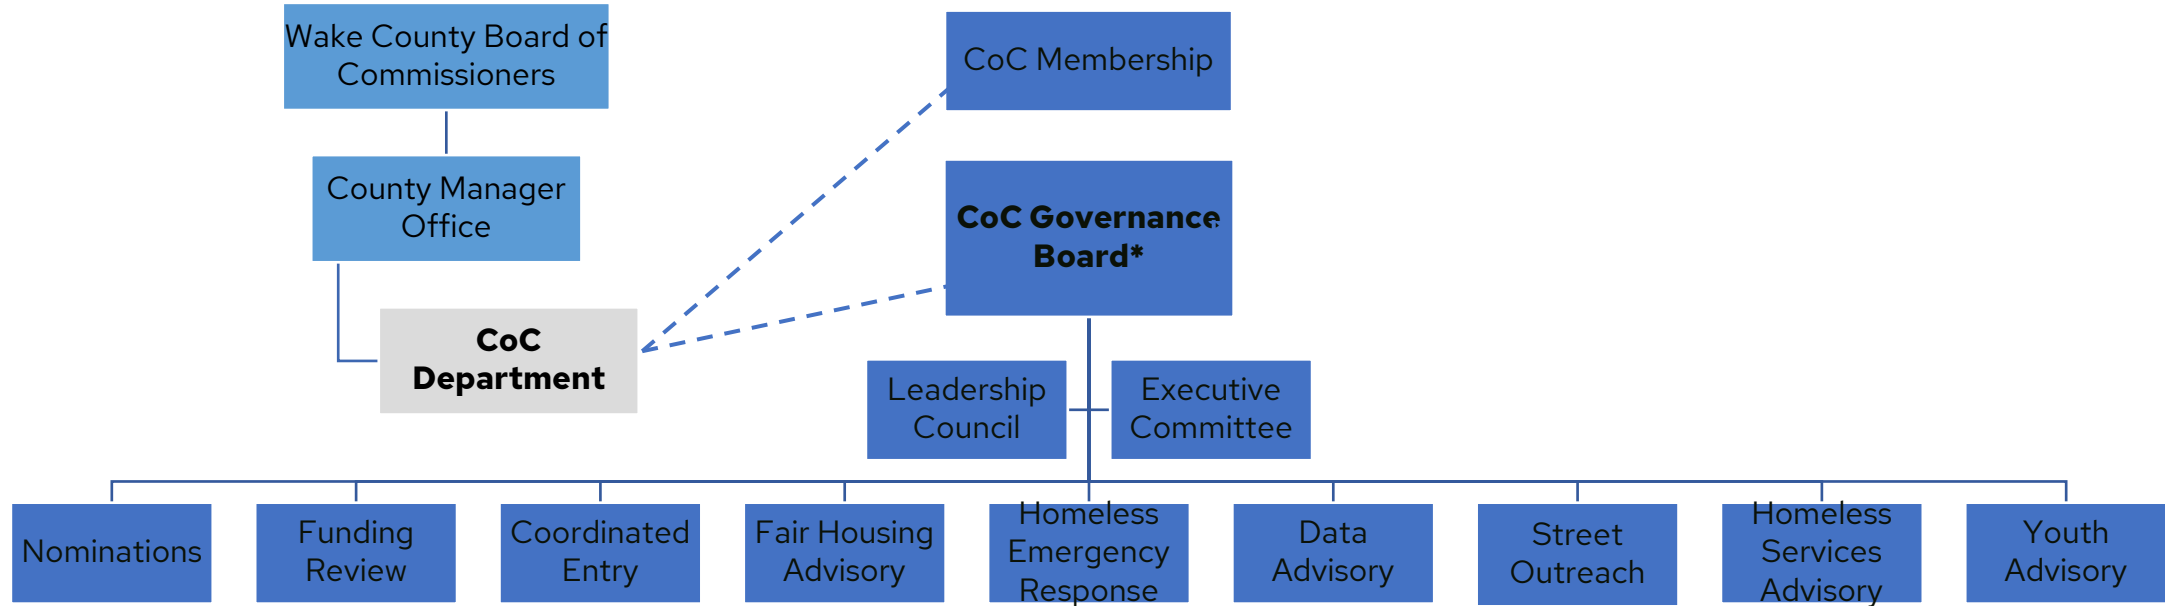 Wake County Board of
Commissioners
CoC Membership
County Manager
Office
CoC Governance
Board*
CoC
Department
Leadership
Council
Executive
Committee
Nominations
Funding
Review
Coordinated
Entry
Fair Housing
Advisory
Homeless
Emergency
Response
Data
Advisory
Street
Outreach
Homeless
Services
Advisory
Youth
Advisory